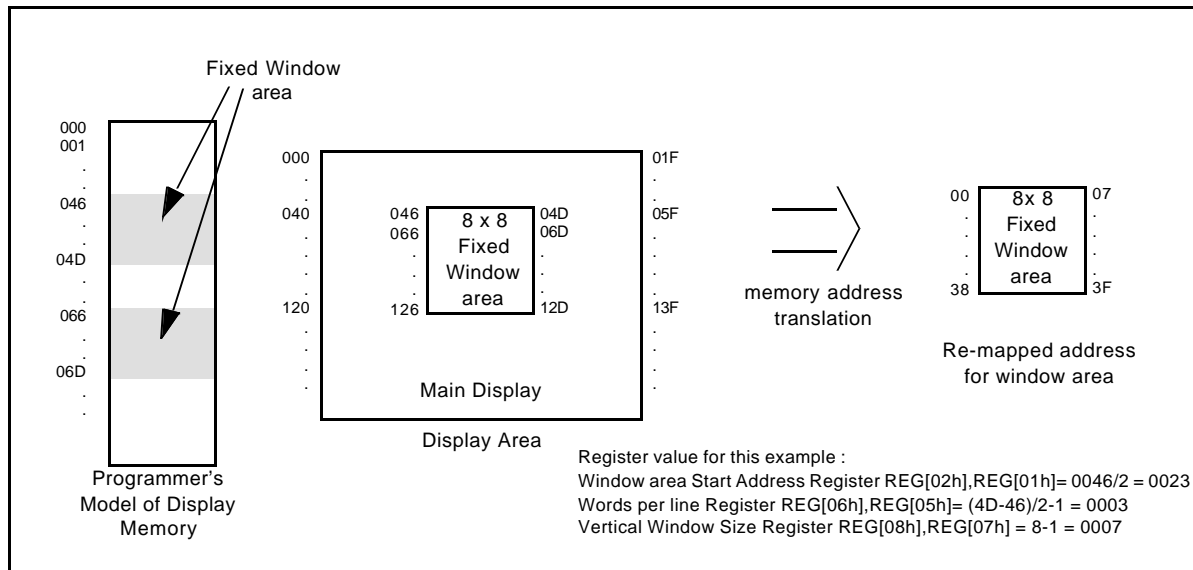 Fixed Window
area
000
001
.
.
046
.
.
04D
066
.
.
06D
.
.
Programmer's
Model of Display
Memory
000
.
.
040
.
.
.
.
120
.
.
.
.
01F
.
.
05F
.
.
.
.
13F
.
.
.
.
046
066
.
.
.
126
8 x 8
Fixed
Window
area
04D
06D
.
.
.
12D
Main Display
Display Area
memory address
translation
00
.
.
.
.
38
8x 8
Fixed
Window
area
07
.
.
.
.
3F
Re-mapped address
for window area
Register value for this example :
Window area Start Address Register REG[02h],REG[01h]= 0046/2 = 0023
Words per line Register REG[06h],REG[05h]= (4D-46)/2-1 = 0003
Vertical Window Size Register REG[08h],REG[07h] = 8-1 = 0007